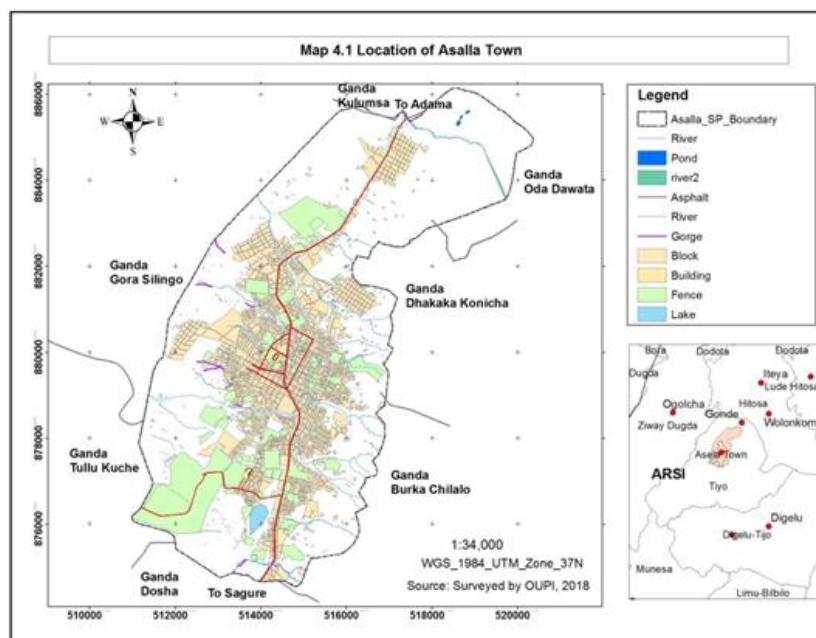 Map 4.1 Location of Asalla Town
N
W E
S
Ganda
Kulumsa
To Adama
Ganda
Oda Dawata
Ganda
Gora Silingo
Ganda
Dhakaka Konicha
Ganda
Tullu Kuche
Ganda
Burka Chilalo
Ganda
Dosha
To Sagure
1:34,000
WGS_1984_UTM_Zone_37N
Source: Surveyed by OUPI, 2018
886000
884000
882000
880000
878000
876000
510000 512000 514000 516000 518000 520000
Legend
Asalla_SP_Boundary
River
Pond
river2
Asphalt
River
Gorge
Block
Building
Fence
Lake
Bora Dodota Dodota
Dugda
Iteya
Lude Hitosa
Ogolcha
Hitosa
Gonde
Ziway Dugda
Wolonkom
Asela Town
ARSI
Tiyo
Digelu
Digelu-Tijo
Munesa
Limu-Bilbilo